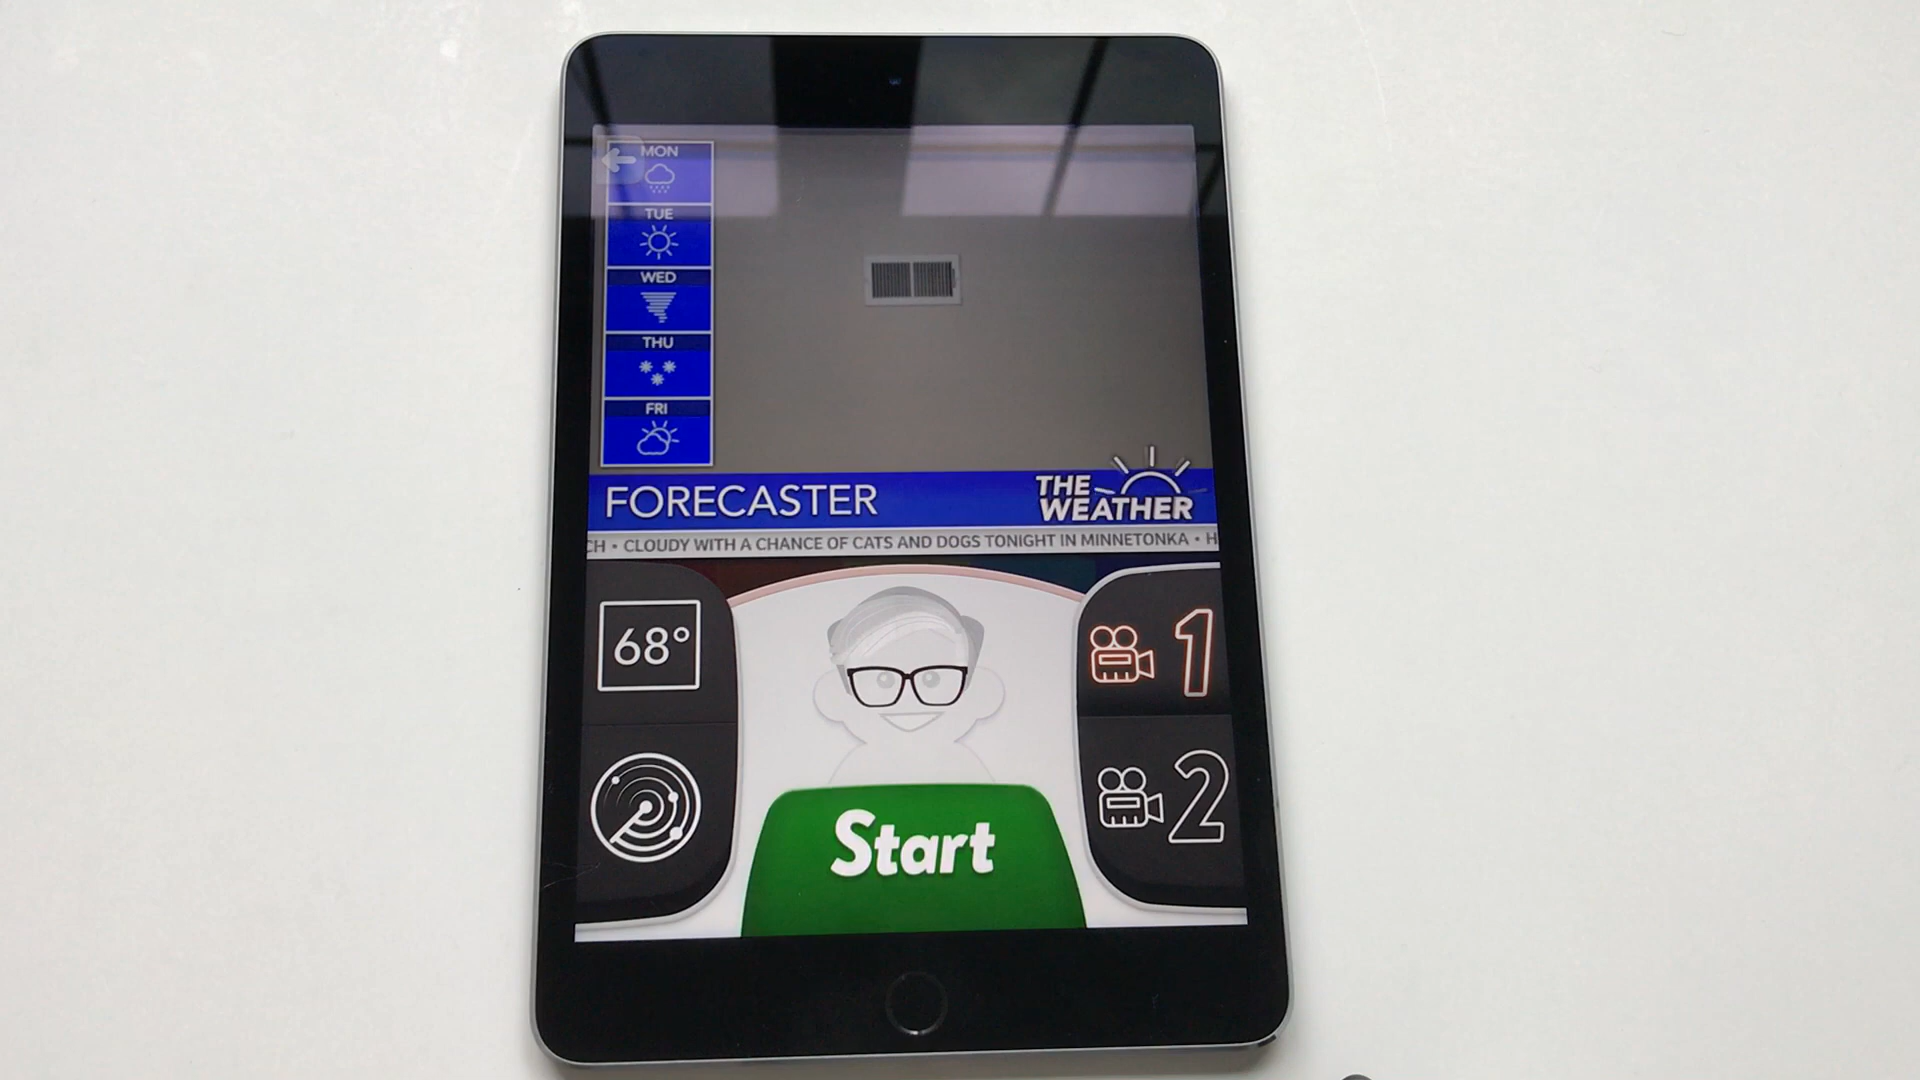 MON
TUE
WED
THU
FRI
FORECASTER
THE
WEATHER
CH • CLOUDY WITH A CHANCE OF CATS AND DOGS TONIGHT IN MINNETONKA • H
68°
1
2
Start